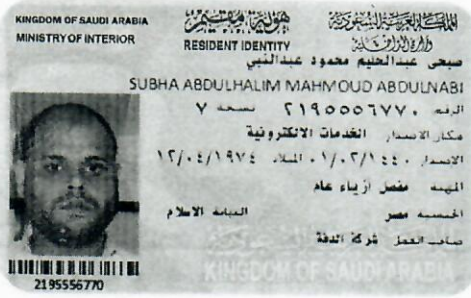 KINGDOM OF SAUDI ARABIA
MINISTRY OF INTERIOR
المملكة العربية السعودية
وزارة الداخلية
هوية مقيم
RESIDENT IDENTITY
صبحى عبدالحليم محمود عبدالنبي
SUBHA ABDULHALIM MAHMOUD ABDULNABI
الرقم ٢١٩٥٥٥٦٧٧٠ نسخة ٧
مكان الاصدار الخدمات الالكترونية
الاصدار ٠١/٠٢/١٤٤٠ الميلاد ١٢/٠٤/١٩٧٤
المهنة مفصل أزياء عام
الجنسية مصر الديانة الاسلام
صاحب العمل شركة الدقة
KINGDOM OF SAUDI ARABIA
2195556770